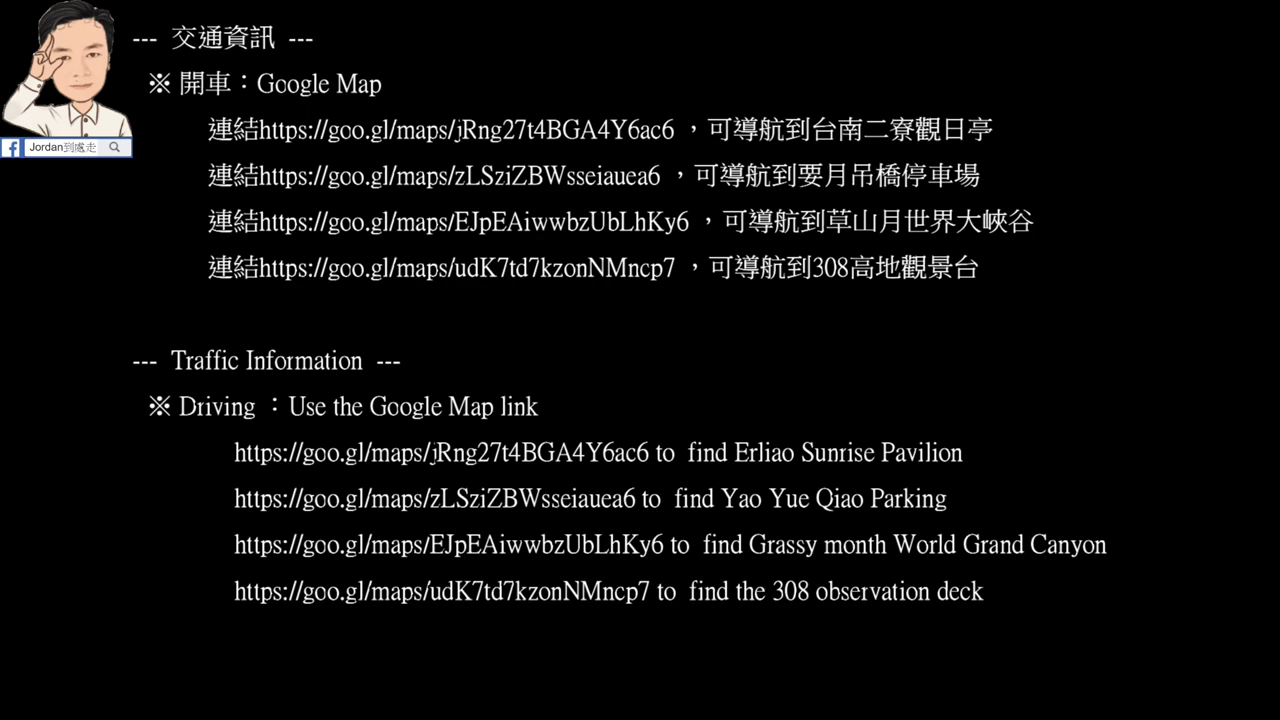 --- 交通資訊 ---
※ 開車：Google Map
連結https://goo.gl/maps/jRng27t4BGA4Y6ac6 ，可導航到台南二寮觀日亭
連結https://goo.gl/maps/zLSziZBWsseiauea6 ，可導航到要月吊橋停車場
連結https://goo.gl/maps/EJpEAiwwbzUbLhKy6 ，可導航到草山月世界大峽谷
連結https://goo.gl/maps/udK7td7kzonNMncp7 ，可導航到308高地觀景台
f Jordan到處走
--- Traffic Information ---
※ Driving ：Use the Google Map link
https://goo.gl/maps/jRng27t4BGA4Y6ac6 to find Erliao Sunrise Pavilion
https://goo.gl/maps/zLSziZBWsseiauea6 to find Yao Yue Qiao Parking
https://goo.gl/maps/EJpEAiwwbzUbLhKy6 to find Grassy month World Grand Canyon
https://goo.gl/maps/udK7td7kzonNMncp7 to find the 308 observation deck